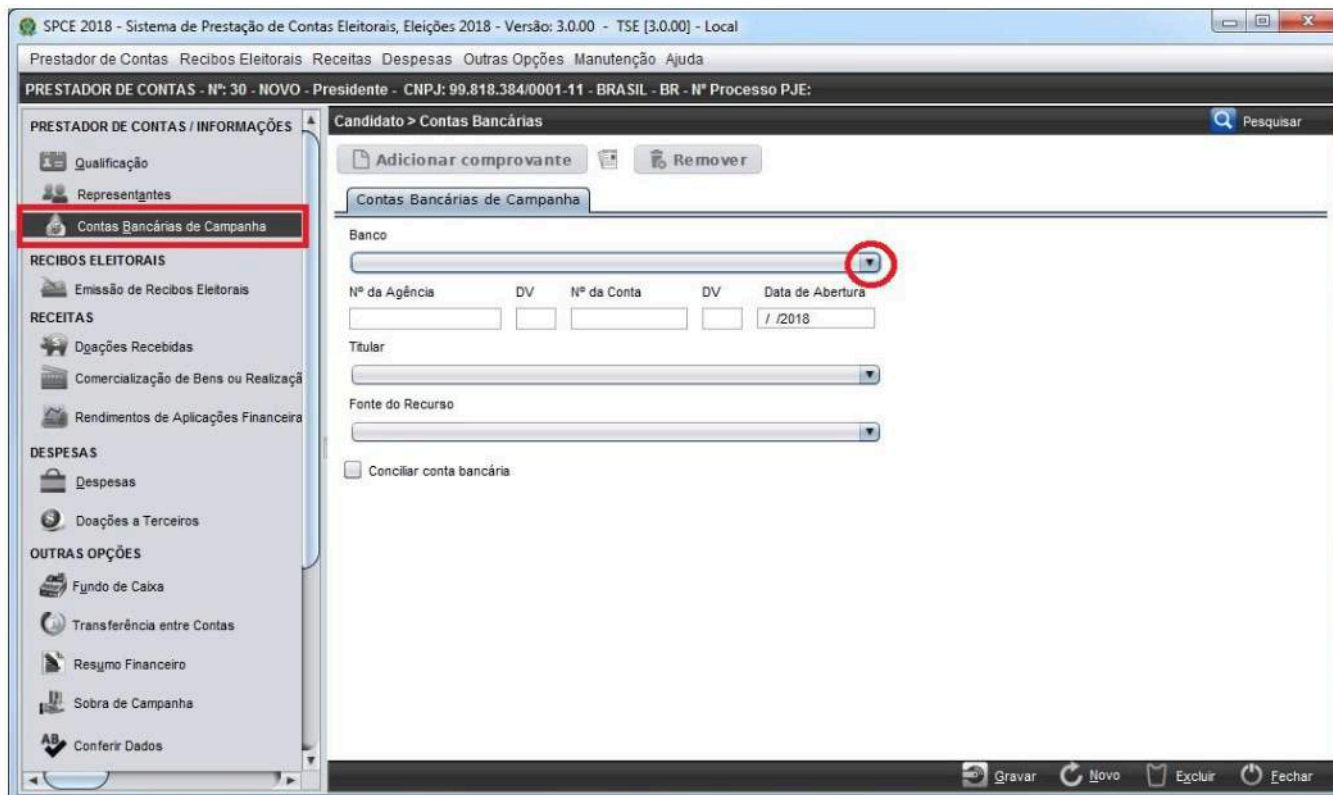 SPCE 2018 - Sistema de Prestação de Contas Eleitorais, Eleições 2018 - Versão: 3.0.00 - TSE [3.0.00] - Local
Prestador de Contas Recibos Eleitorais Receitas Despesas Outras Opções Manutenção Ajuda
PRESTADOR DE CONTAS - Nº: 30 - NOVO - Presidente - CNPJ: 99.818.384/0001-11 - BRASIL - BR - Nº Processo PJE:
PRESTADOR DE CONTAS / INFORMAÇÕES
Qualificação
Representantes
Contas Bancárias de Campanha
RECIBOS ELEITORAIS
Emissão de Recibos Eleitorais
RECEITAS
Doações Recebidas
Comercialização de Bens ou Realizaçã
Rendimentos de Aplicações Financeira
DESPESAS
Despesas
Doações a Terceiros
OUTRAS OPÇÕES
Fundo de Caixa
Transferência entre Contas
Resumo Financeiro
Sobra de Campanha
Conferir Dados
Candidato > Contas Bancárias
Pesquisar
Adicionar comprovante Remover
Contas Bancárias de Campanha
Banco
Nº da Agência DV Nº da Conta DV Data de Abertura
/ /2018
Titular
Fonte do Recurso
Conciliar conta bancária
Gravar Novo Excluir Fechar